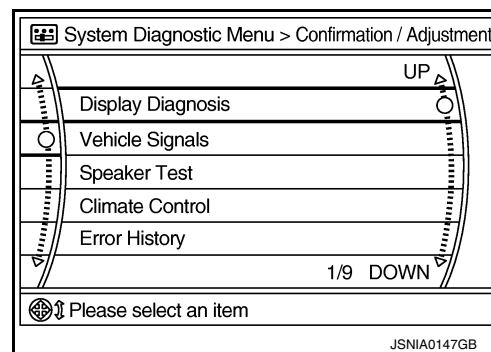 System Diagnostic Menu > Confirmation / Adjustment
UP
Display Diagnosis
Vehicle Signals
Speaker Test
Climate Control
Error History
1/9 DOWN
Please select an item
JSNIA0147GB